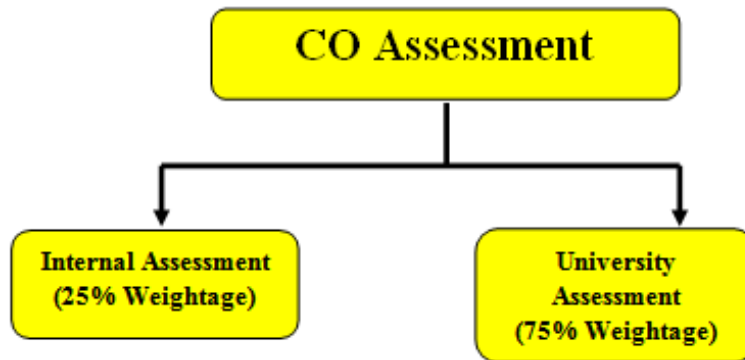 CO Assessment
Internal Assessment
(25% Weightage)
University
Assessment
(75% Weightage)